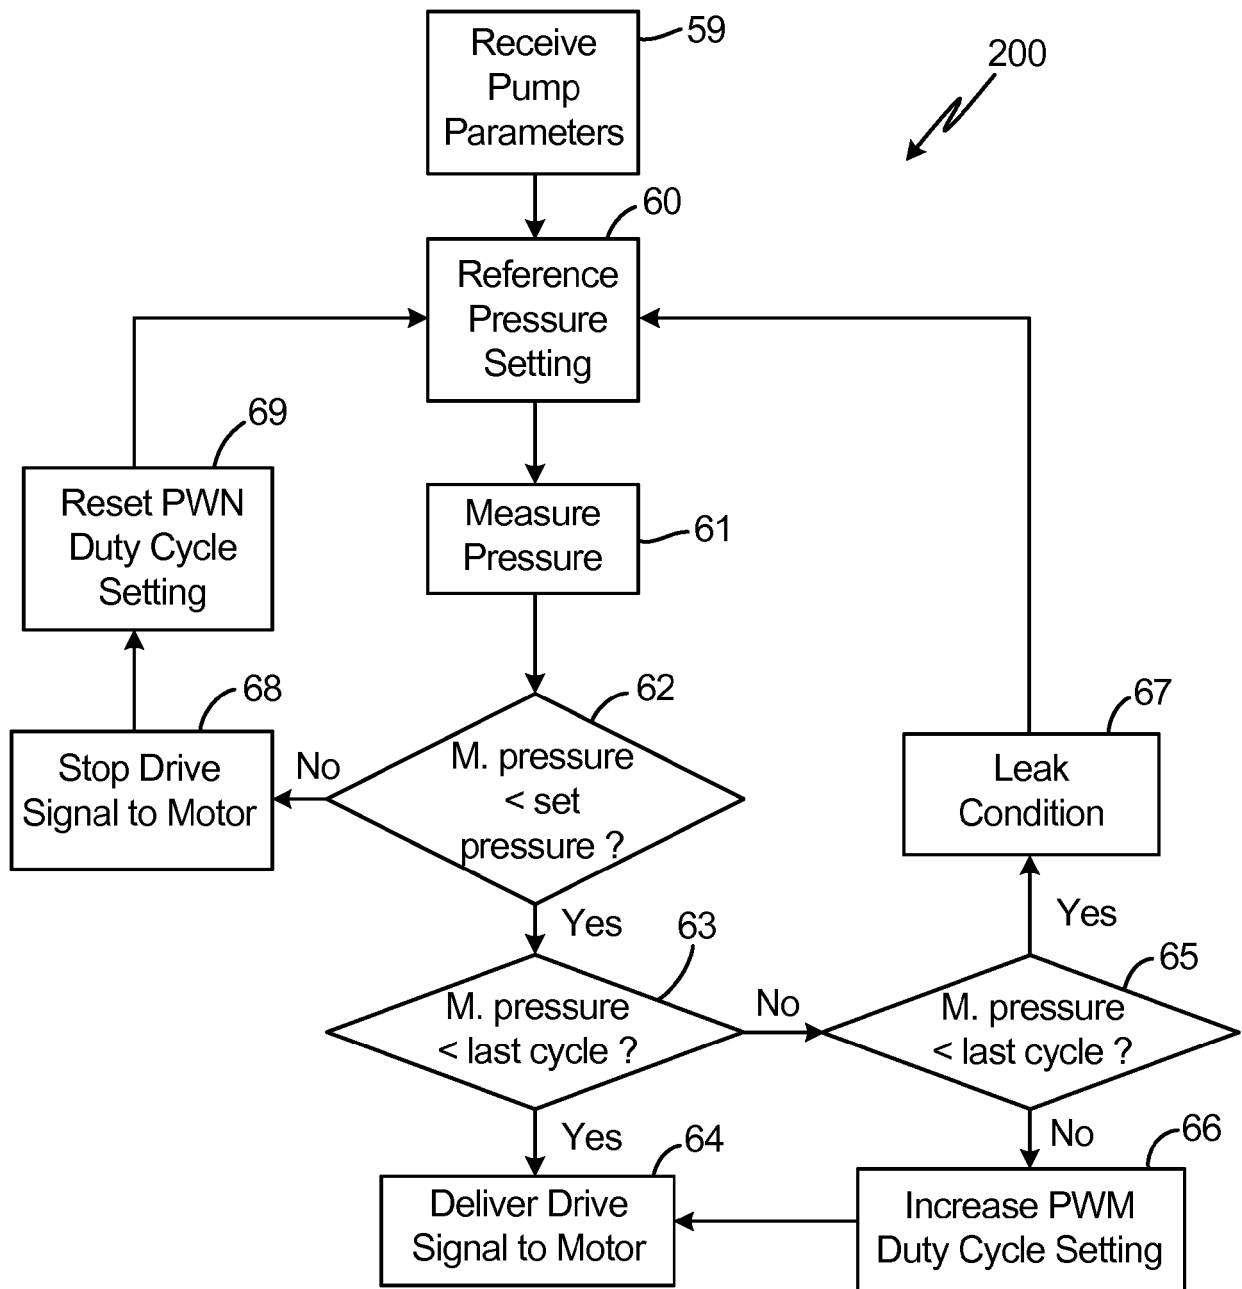 Receive
Pump
Parameters
59
200
60
Reference
Pressure
Setting
69
Reset PWN
Duty Cycle
Setting
Measure
Pressure
61
68
Stop Drive
Signal to Motor
No
62
M. pressure
< set
pressure ?
67
Leak
Condition
Yes
63
M. pressure
< last cycle ?
No
Yes
65
M. pressure
< last cycle ?
Yes
64
Deliver Drive
Signal to Motor
No
66
Increase PWM
Duty Cycle Setting